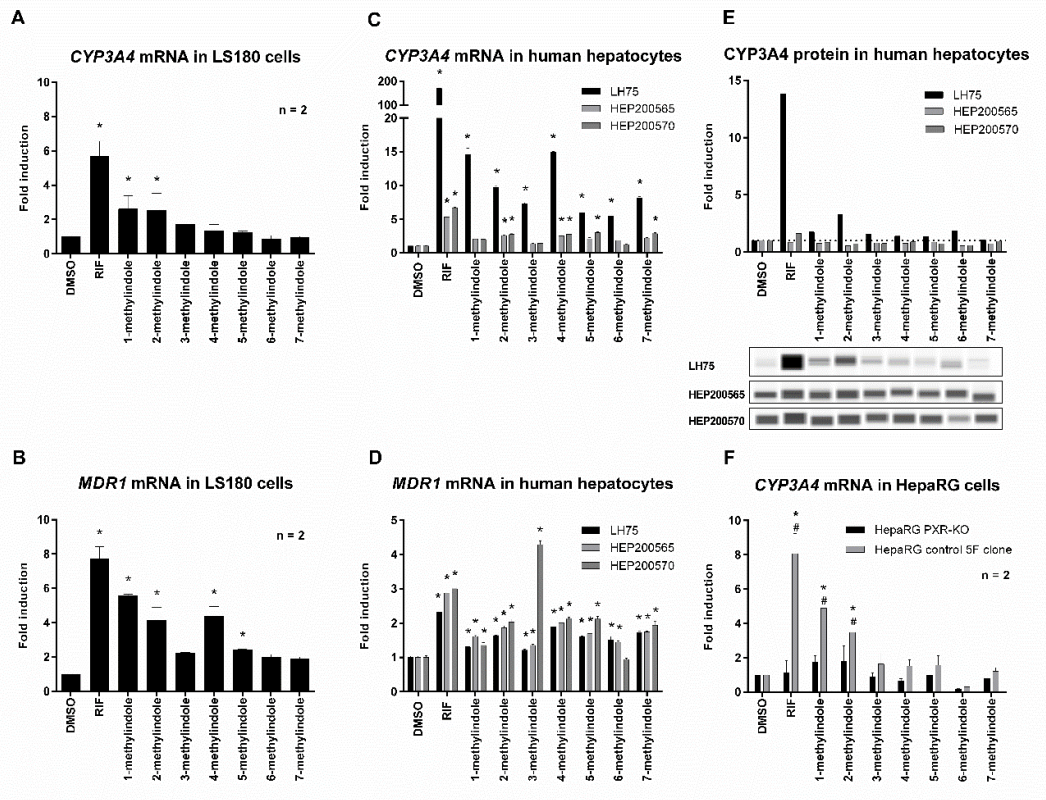 A
CYP3A4 mRNA in LS180 cells
n = 2
Fold induction
10
8
6
4
2
0
*
*
*
DMSO
RIF
1-methylindole
2-methylindole
3-methylindole
4-methylindole
5-methylindole
6-methylindole
7-methylindole
B
MDR1 mRNA in LS180 cells
n = 2
Fold induction
10
8
6
4
2
0
*
*
*
*
*
DMSO
RIF
1-methylindole
2-methylindole
3-methylindole
4-methylindole
5-methylindole
6-methylindole
7-methylindole
C
CYP3A4 mRNA in human hepatocytes
LH75
HEP200565
HEP200570
Fold induction
200
100
20
15
10
5
0
*
* *
*
*
* *
*
*
* *
*
*
*
*
*
DMSO
RIF
1-methylindole
2-methylindole
3-methylindole
4-methylindole
5-methylindole
6-methylindole
7-methylindole
D
MDR1 mRNA in human hepatocytes
LH75
HEP200565
HEP200570
Fold induction
5
4
3
2
1
0
* * *
* * *
* * *
* * *
* * *
* * *
* *
* * *
DMSO
RIF
1-methylindole
2-methylindole
3-methylindole
4-methylindole
5-methylindole
6-methylindole
7-methylindole
E
CYP3A4 protein in human hepatocytes
LH75
HEP200565
HEP200570
Fold induction
15
10
5
1
0
DMSO
RIF
1-methylindole
2-methylindole
3-methylindole
4-methylindole
5-methylindole
6-methylindole
7-methylindole
LH75
HEP200565
HEP200570
F
CYP3A4 mRNA in HepaRG cells
HepaRG PXR-KO
HepaRG control 5F clone
n = 2
Fold induction
10
8
6
4
2
0
*
#
*
#
*
#
DMSO
RIF
1-methylindole
2-methylindole
3-methylindole
4-methylindole
5-methylindole
6-methylindole
7-methylindole